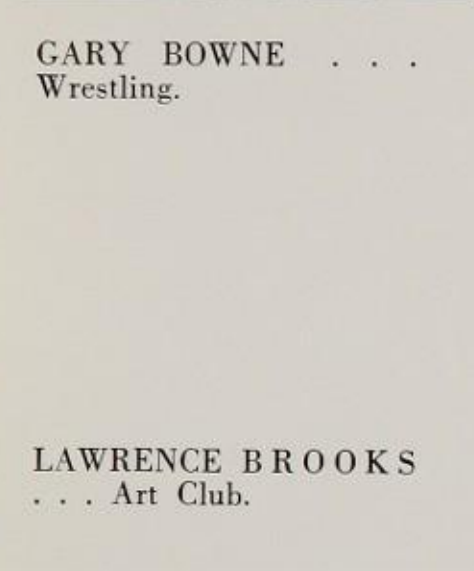 GARY BOWNE . . .
Wrestling.
LAWRENCE BROOKS
. . . Art Club.